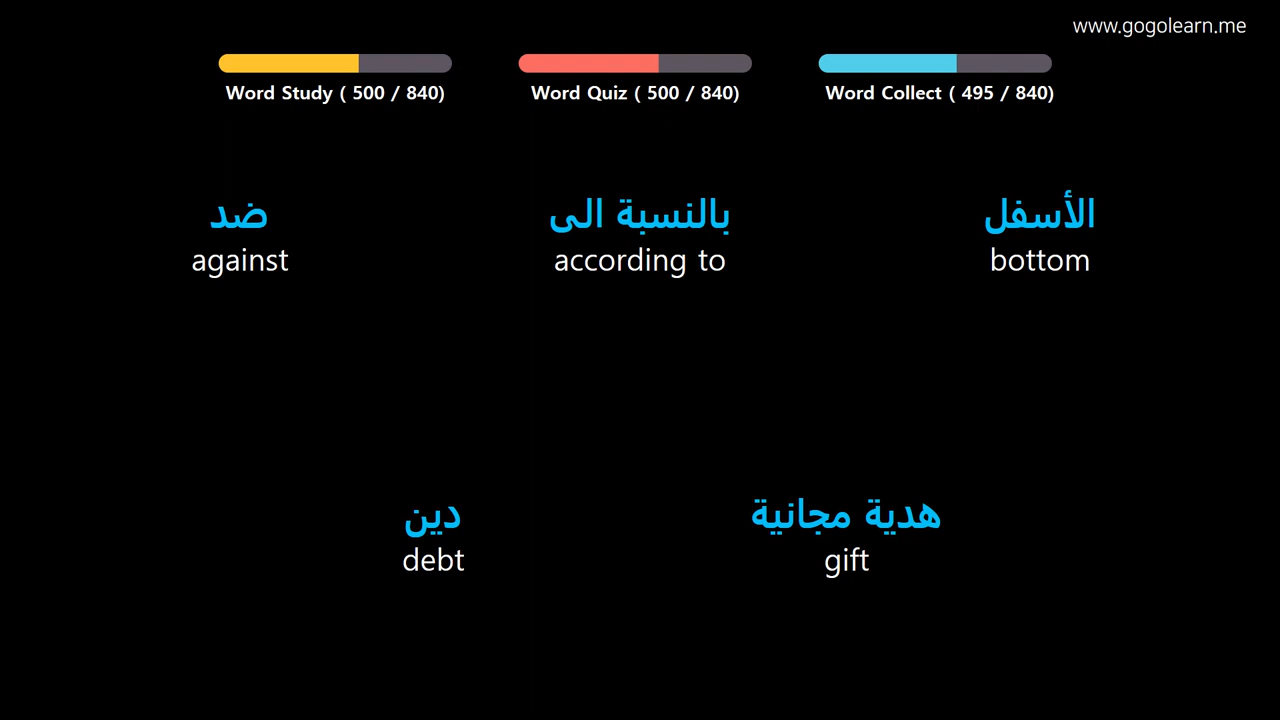 www.gogolearn.me
Word Study ( 500 / 840)
Word Quiz ( 500 / 840)
Word Collect ( 495 / 840)
ضد
against
بالنسبة الى
according to
الأسفل
bottom
دين
debt
هدية مجانية
gift